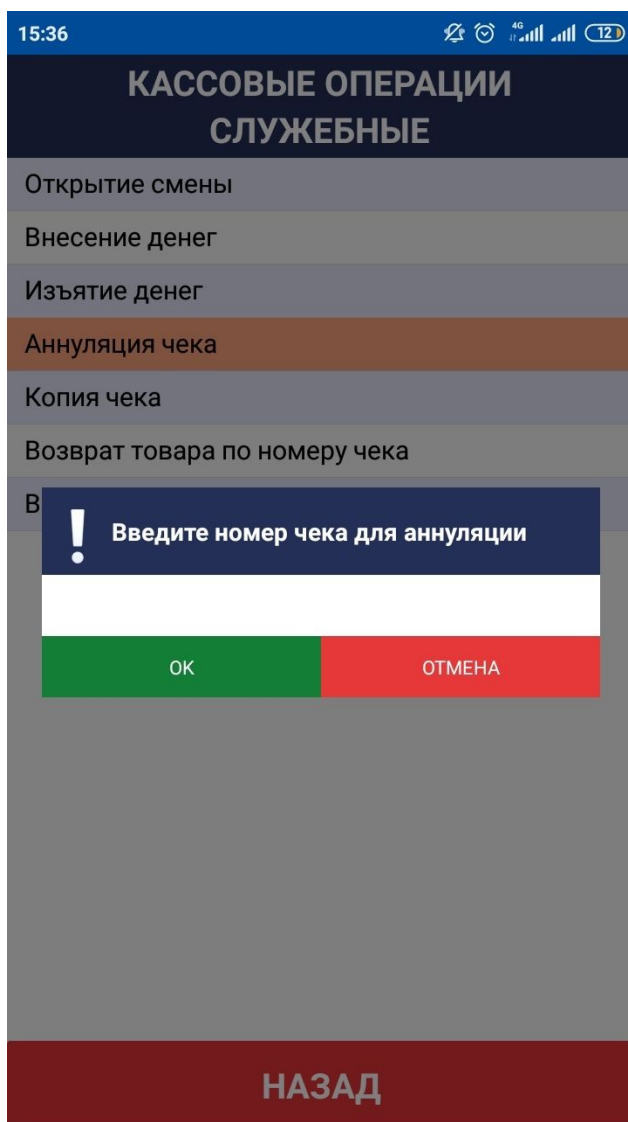 15:36
4G
12
КАССОВЫЕ ОПЕРАЦИИ
СЛУЖЕБНЫЕ
Открытие смены
Внесение денег
Изъятие денег
Аннуляция чека
Копия чека
Возврат товара по номеру чека
В
Введите номер чека для аннуляции
ОК
ОТМЕНА
НАЗАД